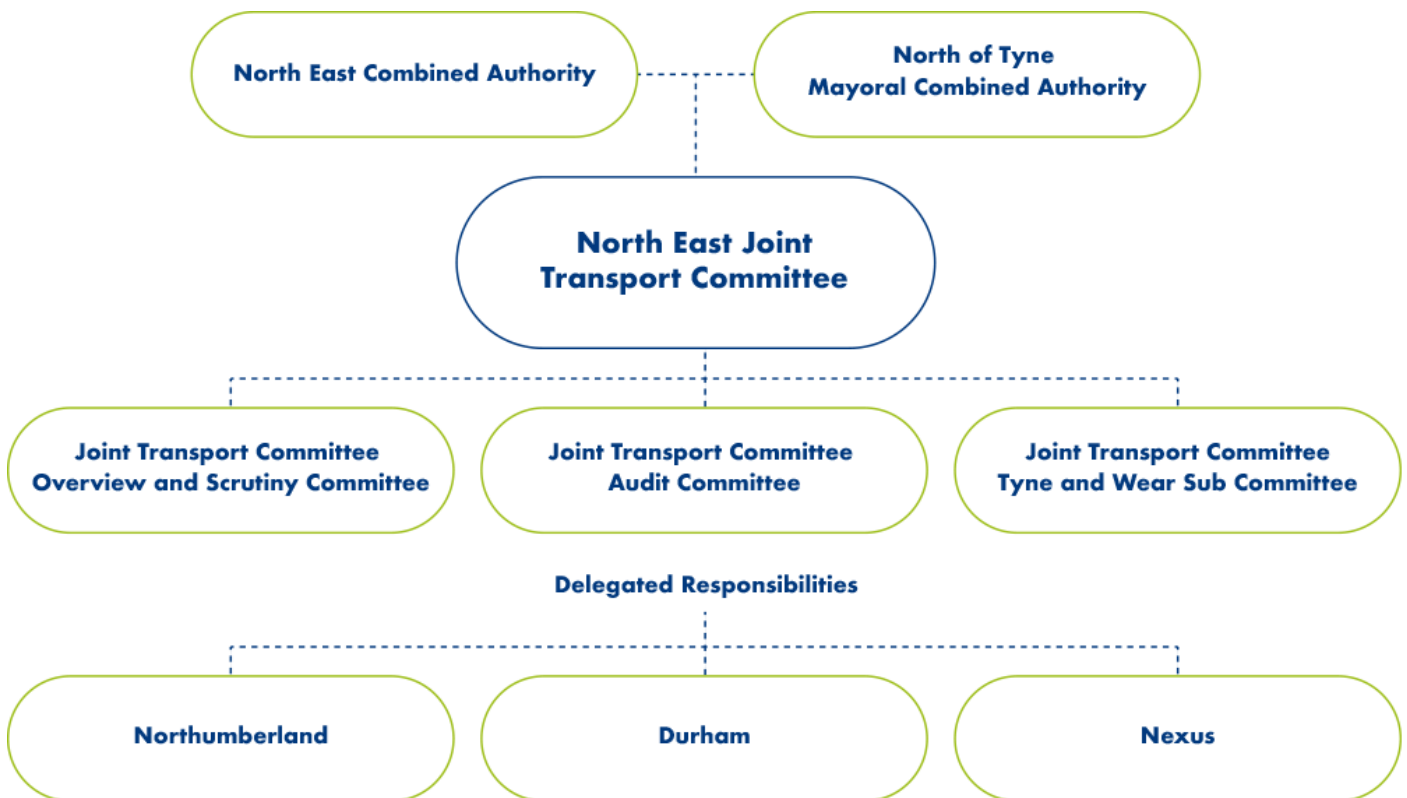 North East Combined Authority
North of Tyne
Mayoral Combined Authority
North East Joint
Transport Committee
Joint Transport Committee
Overview and Scrutiny Committee
Joint Transport Committee
Audit Committee
Joint Transport Committee
Tyne and Wear Sub Committee
Delegated Responsibilities
Northumberland
Durham
Nexus